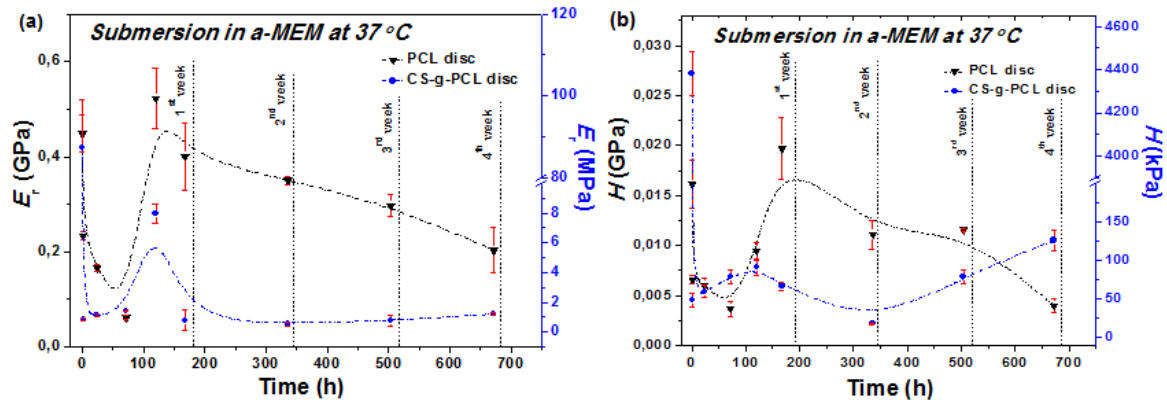 (a)
Submersion in a-MEM at 37 °C
PCL disc
CS-g-PCL disc
1st week
2nd week
3rd week
4th week
0,6
0,4
0,2
0,0
Er (GPa)
120
100
80
8
6
4
2
0
Er (MPa)
0 100 200 300 400 500 600 700
Time (h)
(b)
Submersion in a-MEM at 37 °C
PCL disc
CS-g-PCL disc
1st week
2nd week
3rd week
4th week
0,030
0,025
0,020
0,015
0,010
0,005
0,000
H (GPa)
4600
4400
4200
4000
150
125
50
0
H (kPa)
0 100 200 300 400 500 600 700
Time (h)